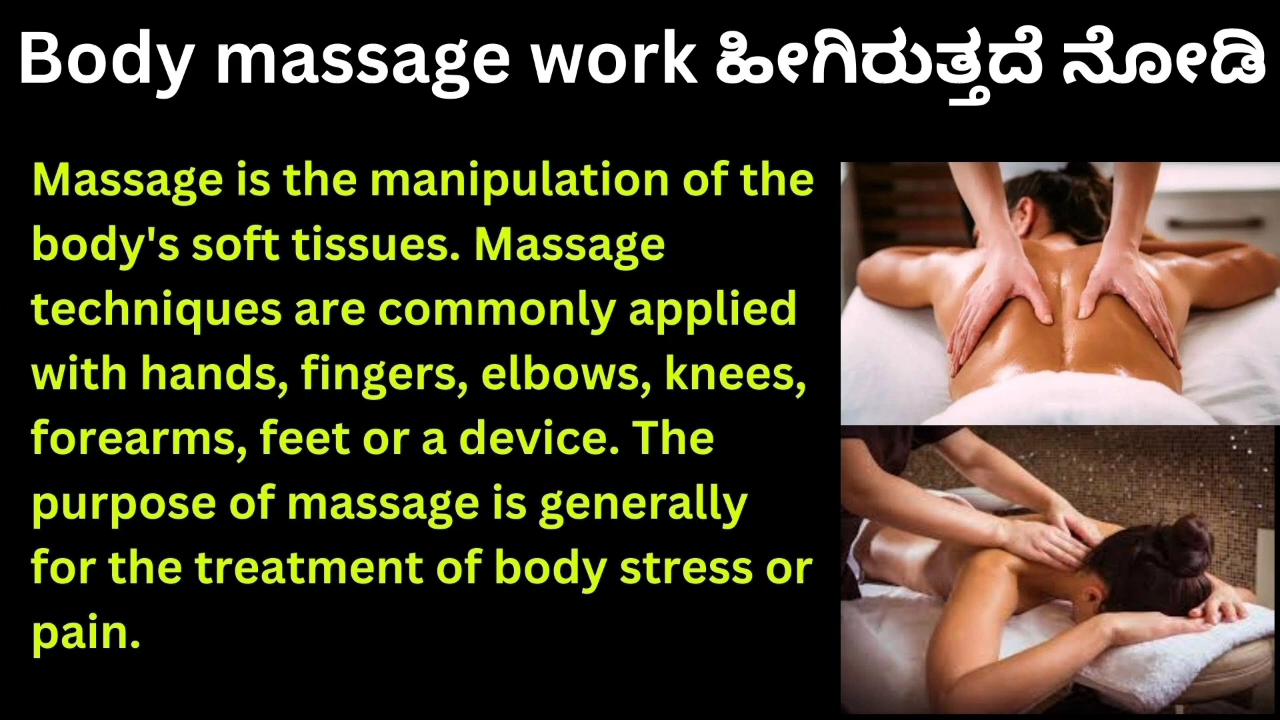 Body massage work ಹೀಗಿರುತ್ತದೆ ನೋಡಿ
Massage is the manipulation of the
body's soft tissues. Massage
techniques are commonly applied
with hands, fingers, elbows, knees,
forearms, feet or a device. The
purpose of massage is generally
for the treatment of body stress or
pain.